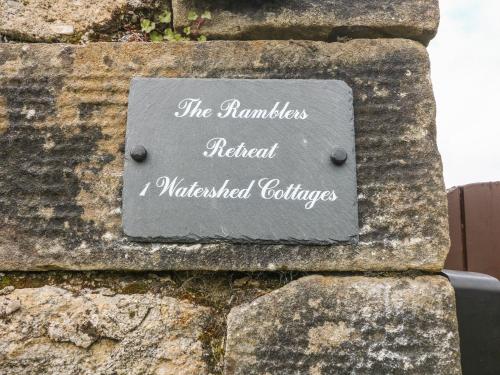 The Ramblers
Retreat
1 Watershed Cottages